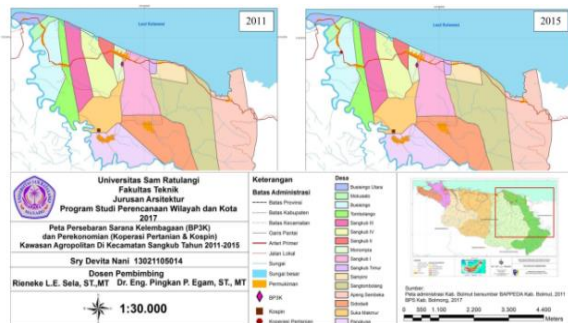 2011
2015
Laut Sulawesi
Laut Sulawesi
Universitas Sam Ratulangi
Fakultas Teknik
Jurusan Arsitektur
Program Studi Perencanaan Wilayah dan Kota
2017
Peta Persebaran Sarana Kelembagaan (BP3K)
dan Perekonomian (Koperasi Pertanian & Kospin)
Kawasan Agropolitan Di Kecamatan Sangkub Tahun 2011-2015
Sry Devita Nani 13021105014
Dosen Pembimbing
Rieneke L.E. Sela, ST.,MT Dr. Eng. Pingkan P. Egam, ST., MT
1:30.000
Keterangan
Batas Administrasi
Batas Provinsi
Batas Kabupaten
Batas Kecamatan
Garis Pantai
Arteri Primer
Jalan Lokal
Sungai
Sungai besar
Permukiman
BP3K
Kospin
Koperasi Pertanian
Desa
Busisingo Utara
Busisingo
Tombolango
Sangkub III
Sangkub IV
Sangkub II
Monompia
Mokusato
Sangkub I
Sangkub Timur
Sampiro
Sangtombolang
Apeng Sembeka
Sidodadi
Suka Makmur
Pangkusa
Sumber:
Peta administrasi Kab. Bolmut bersumber BAPPEDA Kab. Bolmut, 2011
BPS Kab. Bolmong, 2017
0 550 1.100 2.200 3.300 4.400
Meters